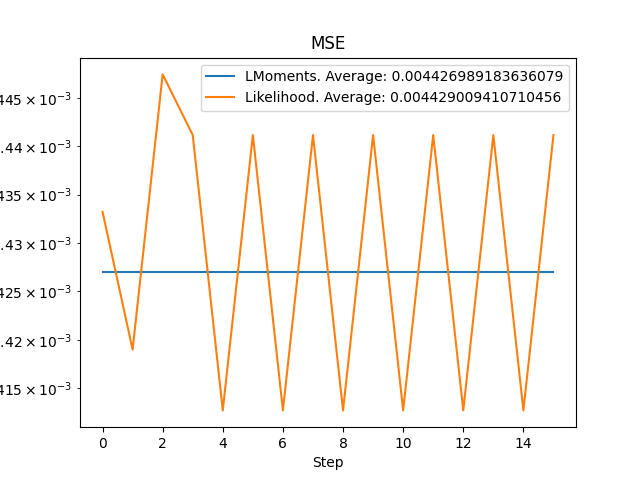 MSE
LMoments. Average: 0.004426989183636079
Likelihood. Average: 0.004429009410710456
445 × 10⁻³
.44 × 10⁻³
435 × 10⁻³
.43 × 10⁻³
425 × 10⁻³
.42 × 10⁻³
415 × 10⁻³
0 2 4 6 8 10 12 14
Step